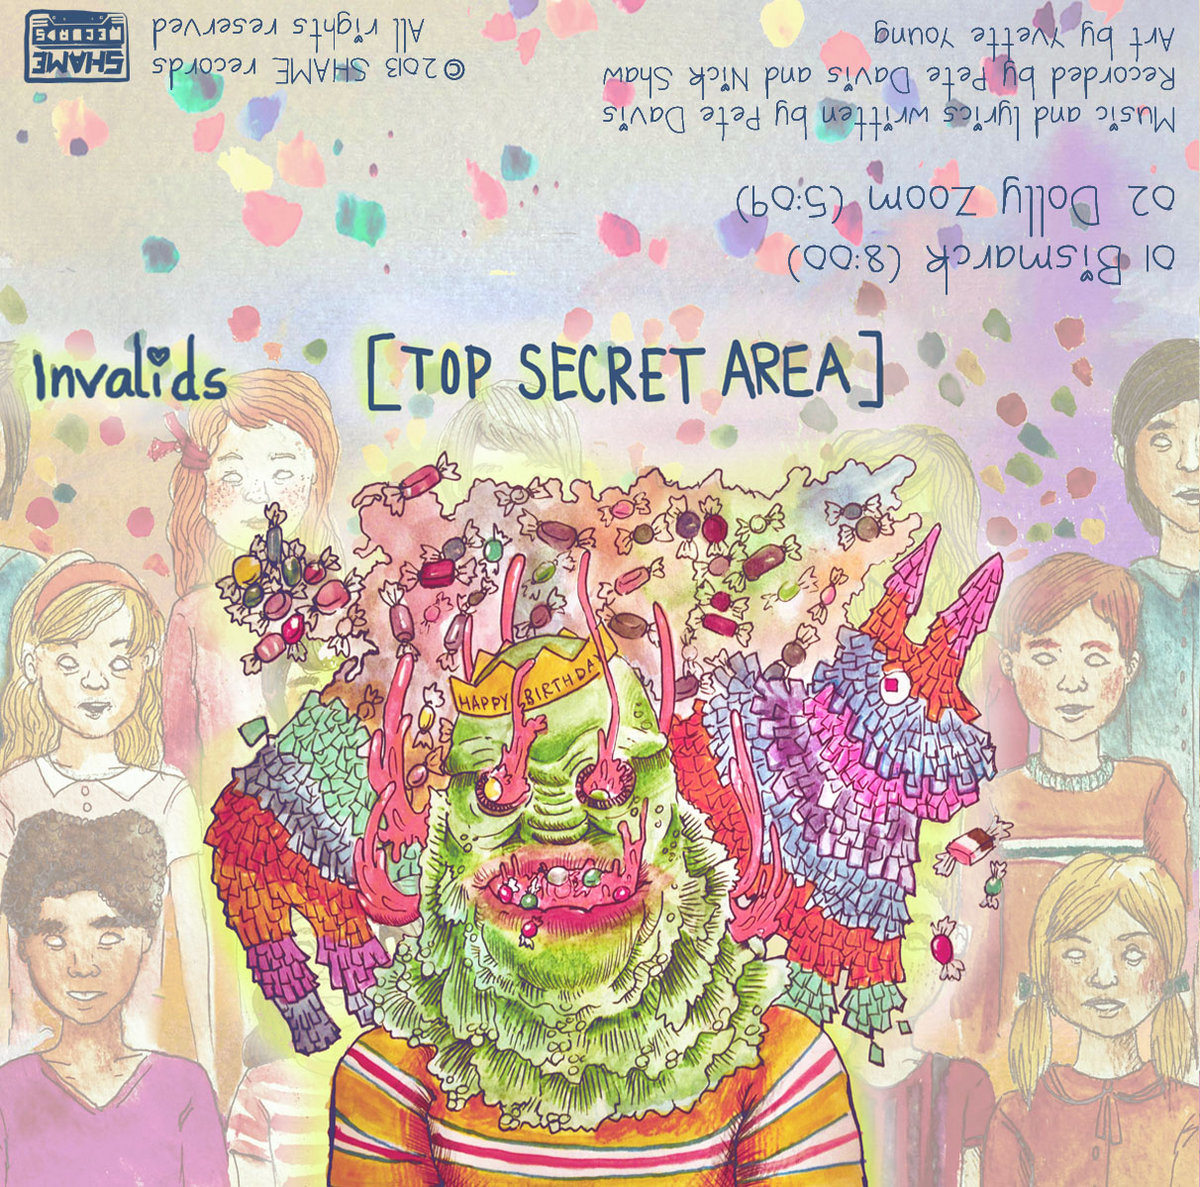 Invalids
[TOP SECRET AREA]
HAPPY BIRTHDA
01 Bismarck (8:00)
02 Dolly Zoom (5:09)
Music and lyrics written by Pete Davis
Recorded by Pete Davis and Nick Shaw
Art by Yvette Young
©2013 SHAME records
All rights reserved
SHAME
RECORDS